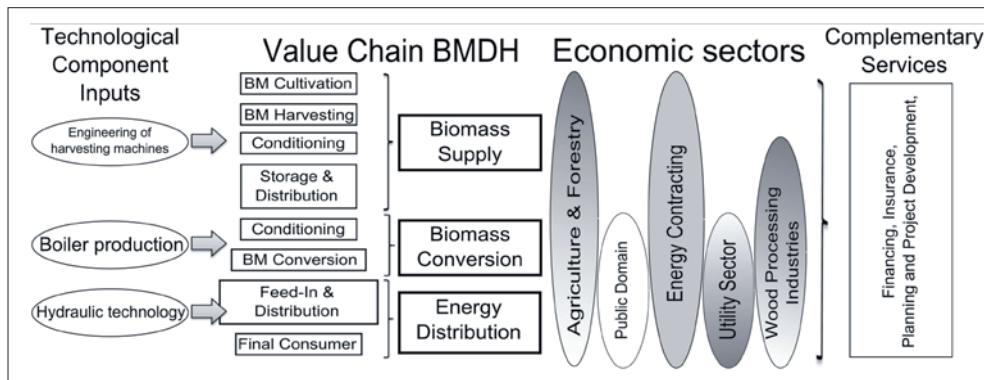 Technological
Component
Inputs
Engineering of
harvesting machines
Boiler production
Hydraulic technology
Value Chain BMDH
BM Cultivation
BM Harvesting
Conditioning
Storage &
Distribution
Conditioning
BM Conversion
Feed-In &
Distribution
Final Consumer
Biomass
Supply
Biomass
Conversion
Energy
Distribution
Economic sectors
Agriculture & Forestry
Public Domain
Energy Contracting
Utility Sector
Wood Processing
Industries
Complementary
Services
Financing, Insurance,
Planning and Project Development,